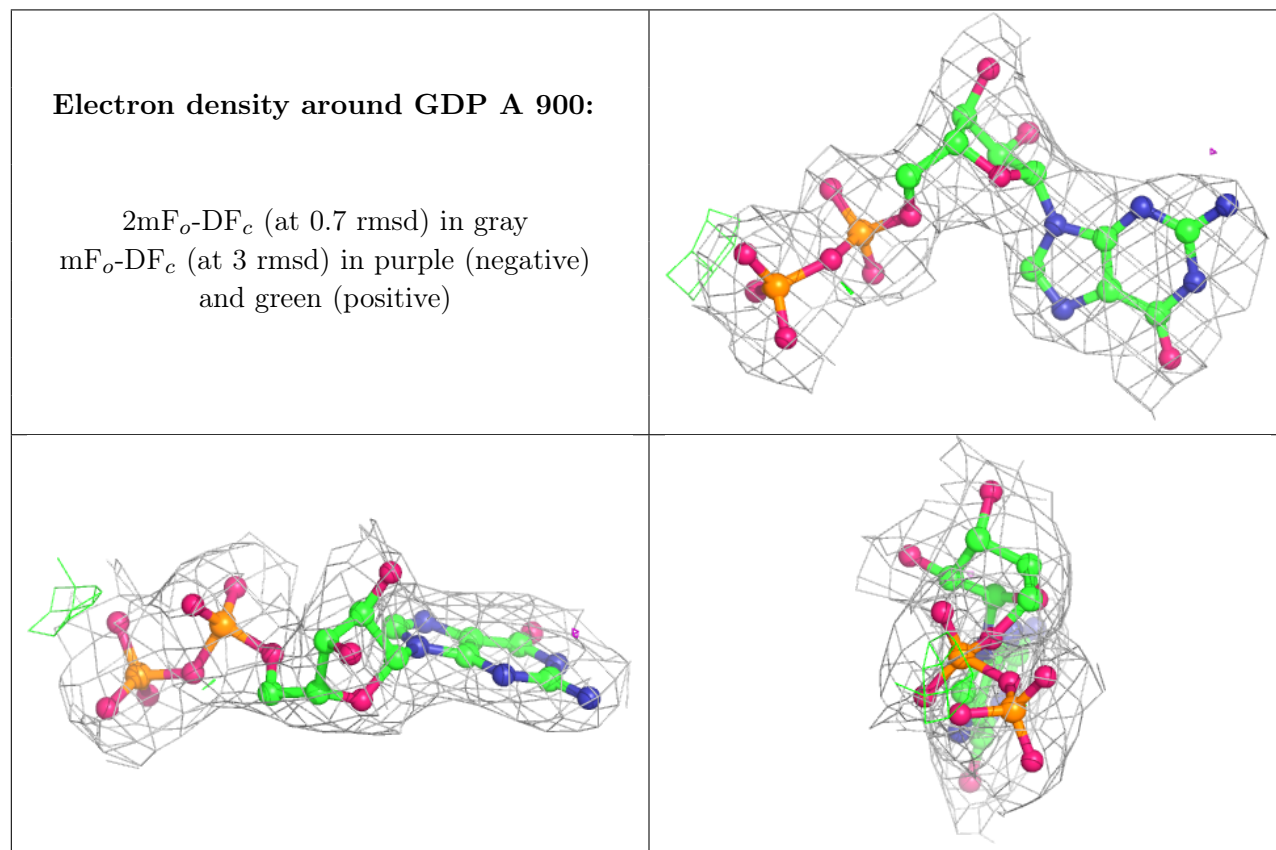 Electron density around GDP A 900:
2mFo-DFc (at 0.7 rmsd) in gray
mFo-DFc (at 3 rmsd) in purple (negative)
and green (positive)